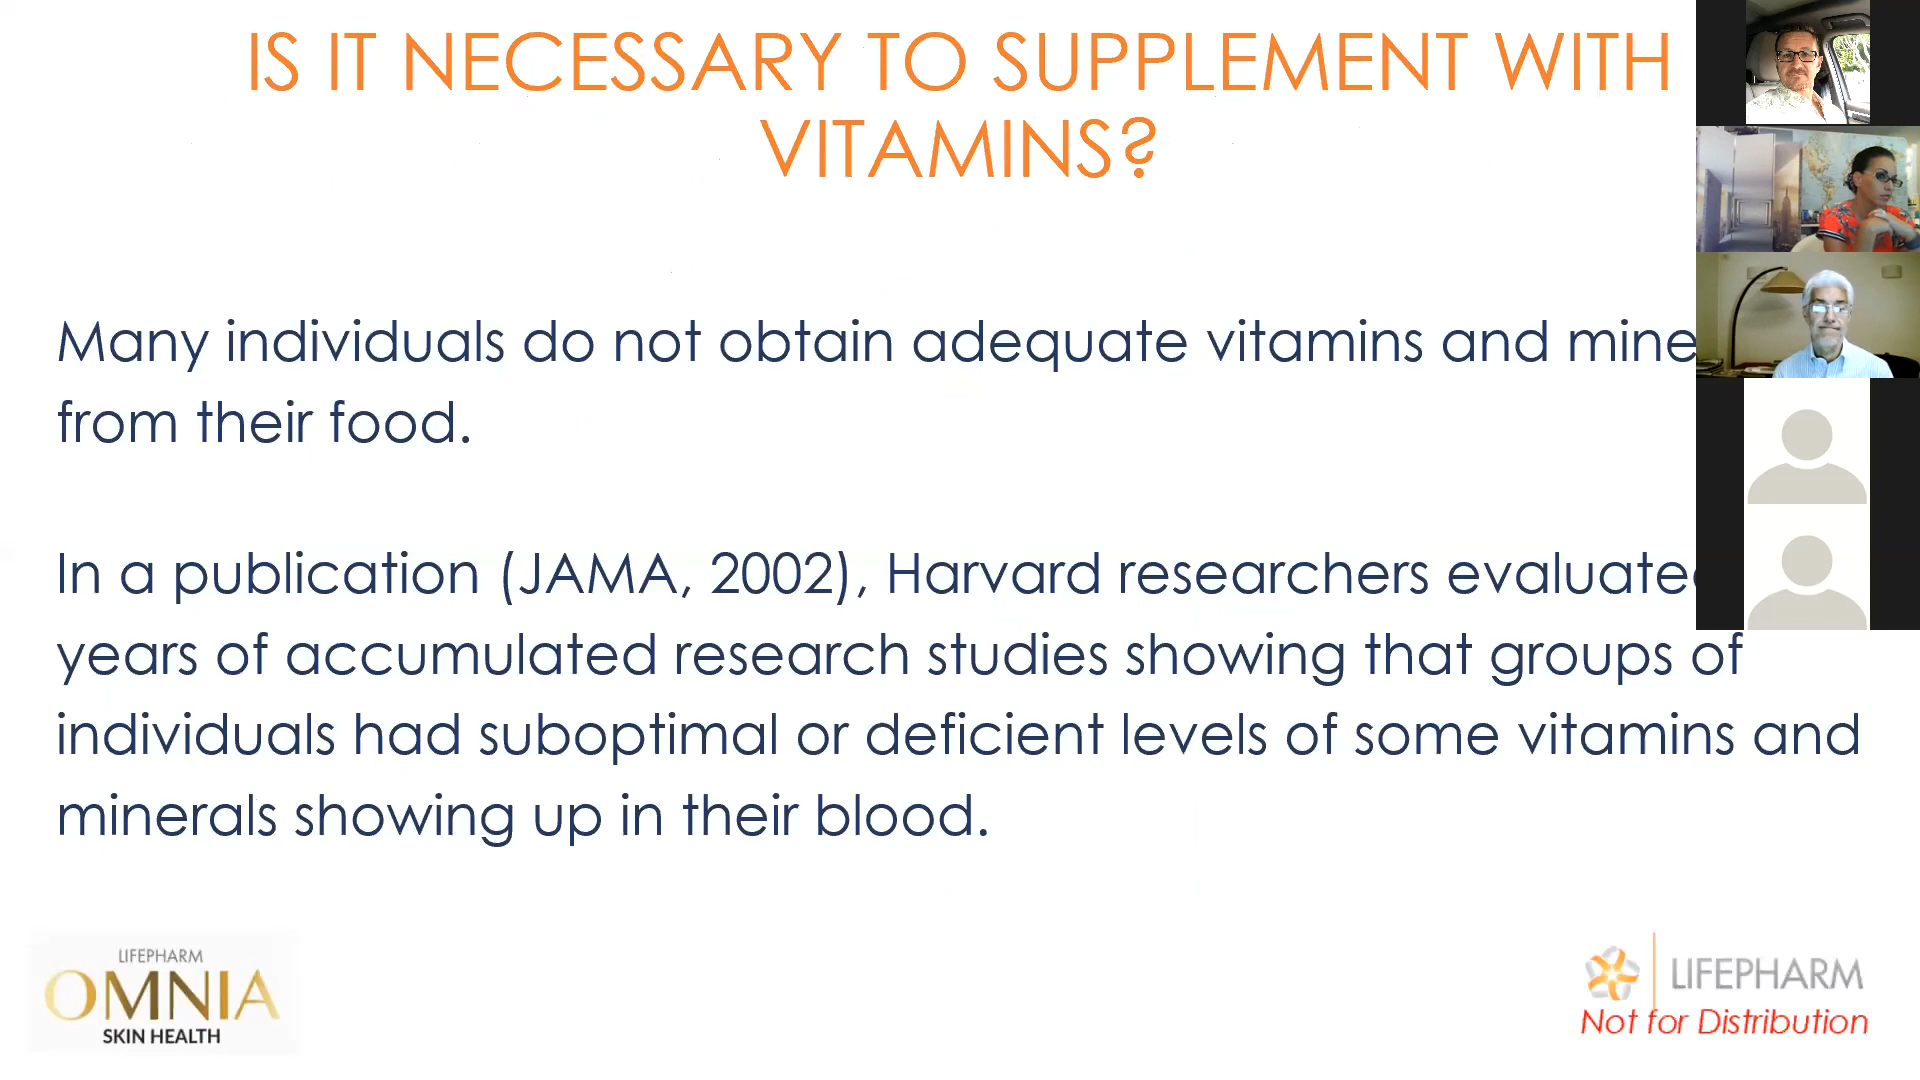 IS IT NECESSARY TO SUPPLEMENT WITH
VITAMINS?
Many individuals do not obtain adequate vitamins and mine
from their food.
In a publication (JAMA, 2002), Harvard researchers evaluated
years of accumulated research studies showing that groups of
individuals had suboptimal or deficient levels of some vitamins and
minerals showing up in their blood.
LIFEPHARM
OMNIA
SKIN HEALTH
LIFEPHARM
Not for Distribution